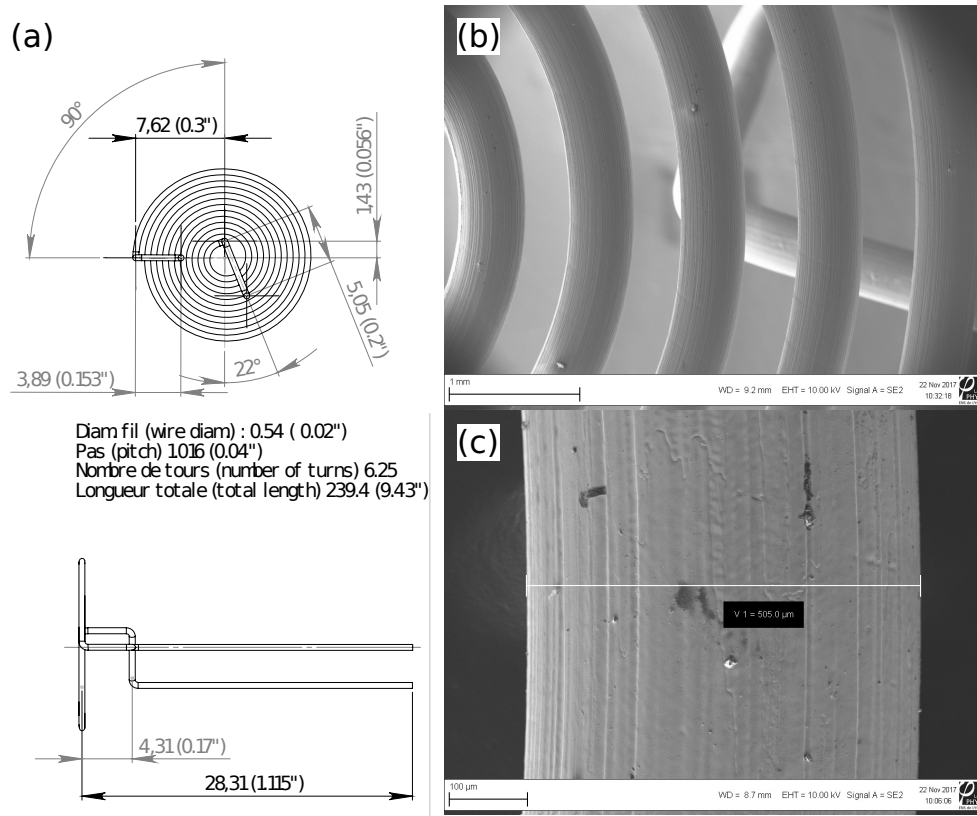 (a)
90°
7,62 (0.3")
1,43 (0.056")
5,05 (0.2")
22°
3,89 (0.153")
Diam fil (wire diam) : 0.54 ( 0.02")
Pas (pitch) 1.016 (0.04")
Nombre de tours (number of turns) 6.25
Longueur totale (total length) 239.4 (9.43")
4,31 (0.17")
28,31 (1.115")
(b)
1 mm
WD = 9.2 mm EHT = 10.00 kV Signal A = SE2
22 Nov 2017
10:32:18
(c)
V 1 = 505.0 µm
100 µm
WD = 8.7 mm EHT = 10.00 kV Signal A = SE2
22 Nov 2017
10:06:06